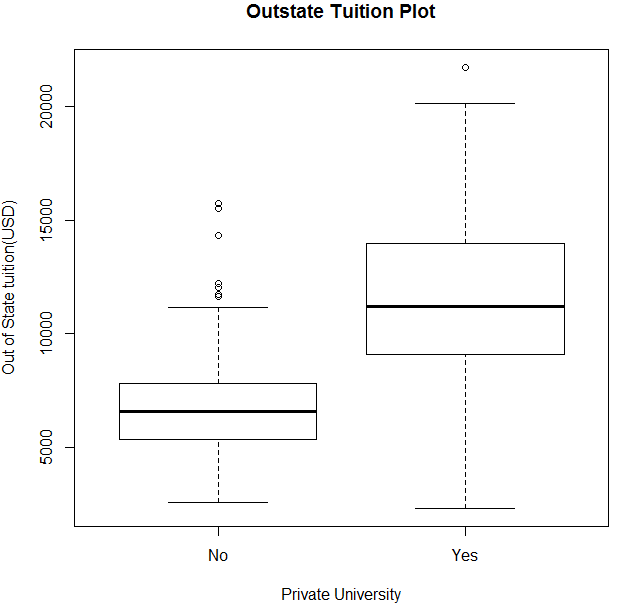 Outstate Tuition Plot
Out of State tuition(USD)
20000
15000
10000
5000
No Yes
Private University